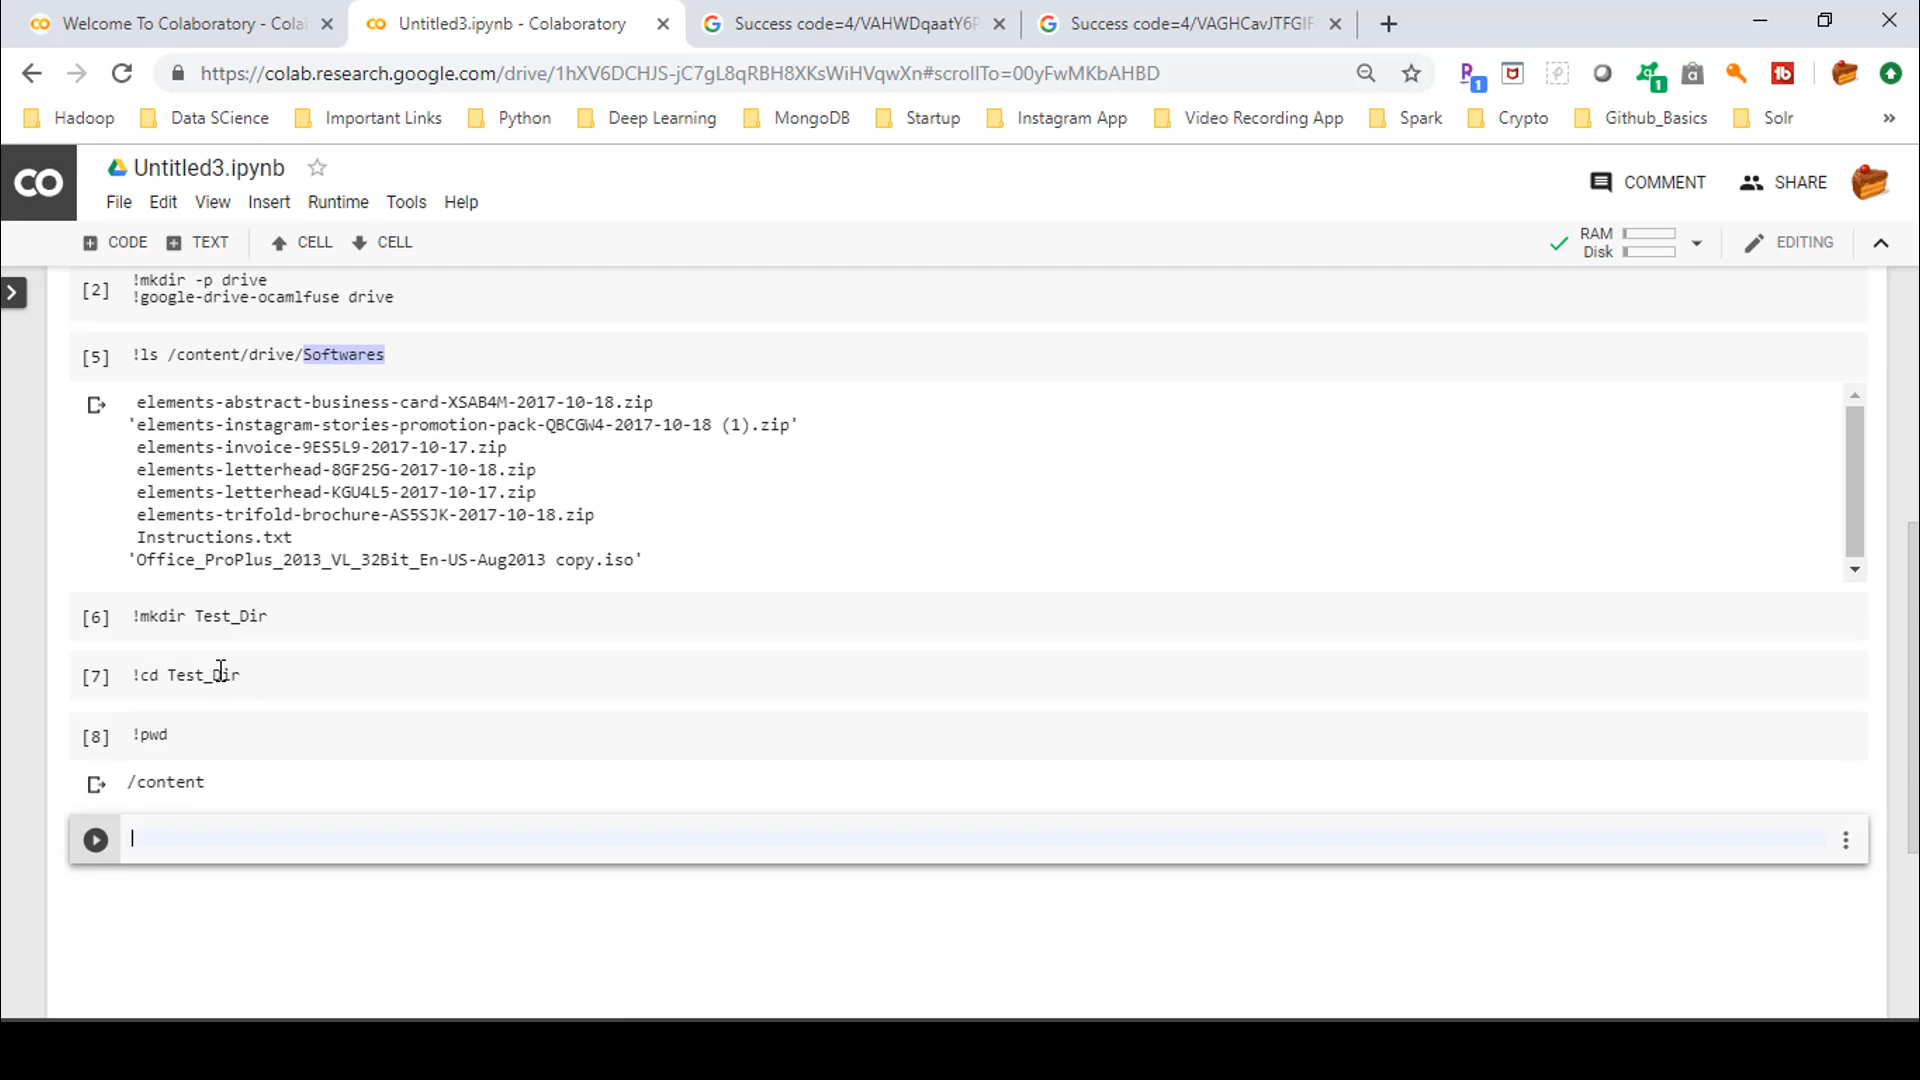 Welcome To Colaboratory - Cola
Untitled3.ipynb - Colaboratory
Success code=4/VAHWDqaatY6P
Success code=4/VAGHCavJTFGIF
https://colab.research.google.com/drive/1hXV6DCHJS-jC7gL8qRBH8XKsWiHVqwXn#scrollTo=00yFwMKbAHBD
Hadoop Data SCience Important Links Python Deep Learning MongoDB Startup Instagram App Video Recording App Spark Crypto Github_Basics Solr »
CO
Untitled3.ipynb
COMMENT SHARE
File Edit View Insert Runtime Tools Help
CODE TEXT CELL CELL
RAM
Disk
EDITING
[2] !mkdir -p drive
!google-drive-ocamlfuse drive
[5] !ls /content/drive/Softwares
elements-abstract-business-card-XSAB4M-2017-10-18.zip
'elements-instagram-stories-promotion-pack-QBCGW4-2017-10-18 (1).zip'
elements-invoice-9ES5L9-2017-10-17.zip
elements-letterhead-8GF25G-2017-10-18.zip
elements-letterhead-KGU4L5-2017-10-17.zip
elements-trifold-brochure-AS5SJK-2017-10-18.zip
Instructions.txt
'Office_ProPlus_2013_VL_32Bit_En-US-Aug2013 copy.iso'
[6] !mkdir Test_Dir
[7] !cd Test_Dir
[8] !pwd
/content